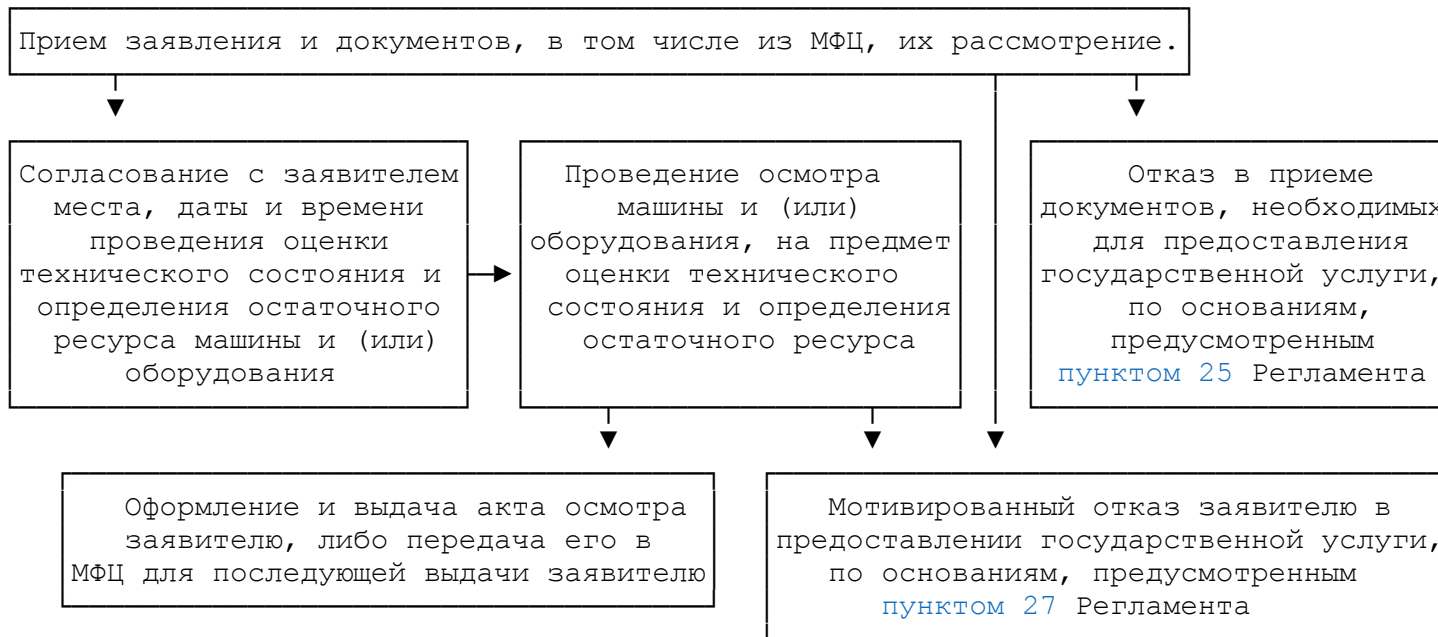 Прием заявления и документов, в том числе из МФЦ, их рассмотрение.
Согласование с заявителем
места, даты и времени
проведения оценки
технического состояния и
определения остаточного
ресурса машины и (или)
оборудования
Проведение осмотра
машины и (или)
оборудования, на предмет
оценки технического
состояния и определения
остаточного ресурса
Отказ в приеме
документов, необходимых
для предоставления
государственной услуги,
по основаниям,
предусмотренным
пунктом 25 Регламента
Оформление и выдача акта осмотра
заявителю, либо передача его в
МФЦ для последующей выдачи заявителю
Мотивированный отказ заявителю в
предоставлении государственной услуги,
по основаниям, предусмотренным
пунктом 27 Регламента